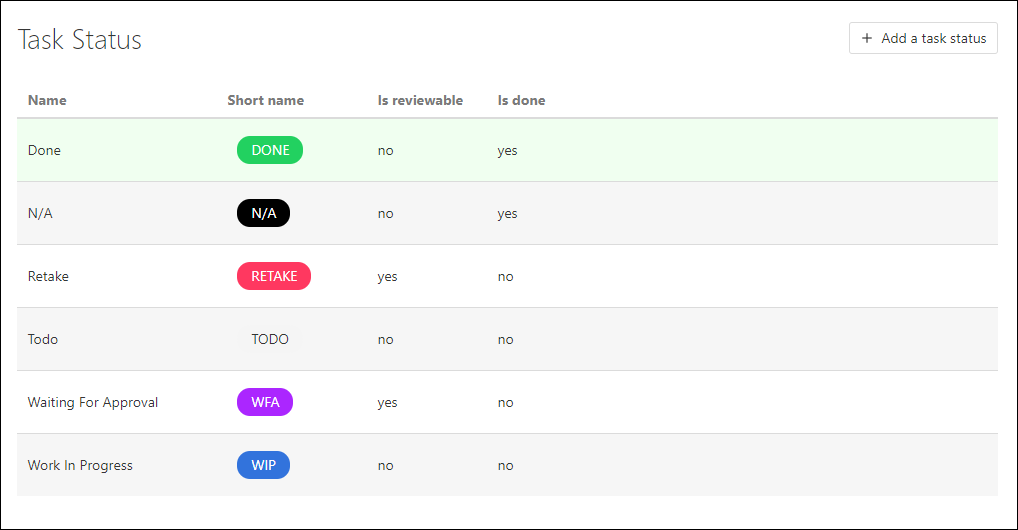 Task Status
+ Add a task status
Name Short name Is reviewable Is done
Done DONE no yes
N/A N/A no yes
Retake RETAKE yes no
Todo TODO no no
Waiting For Approval WFA yes no
Work In Progress WIP no no